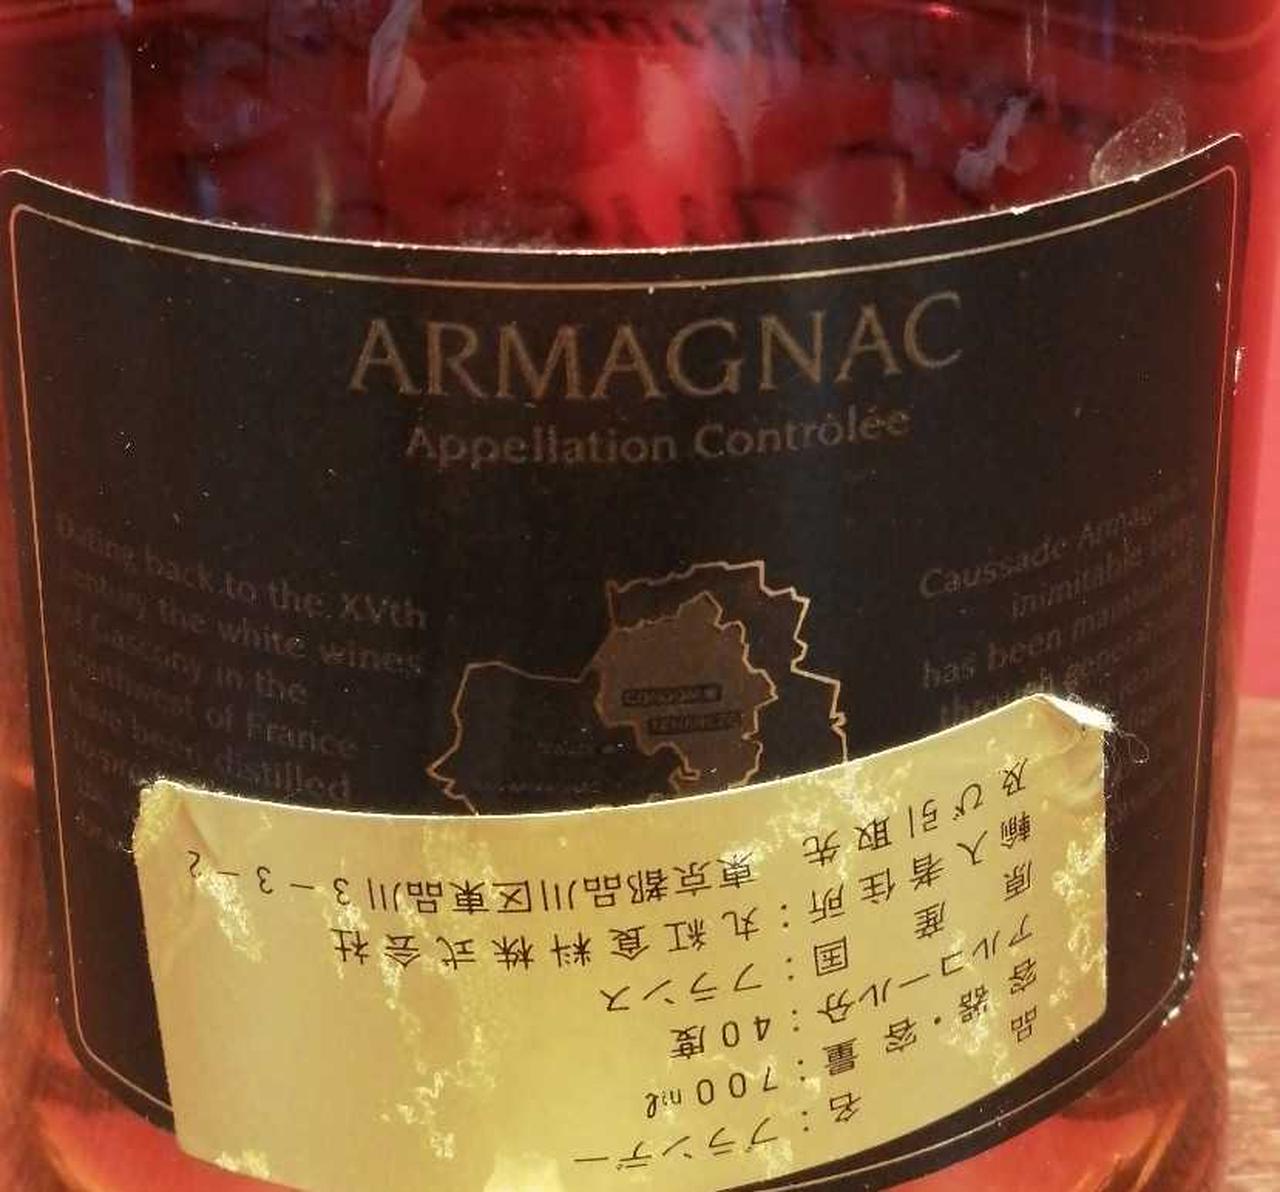 ARMAGNAC
Appellation Contrôlée
Dating back to the XVth
century the white wines
of Gascony in the
southwest of France
have been distilled
Caussade Armagnac
inimitable
has been maintained
through generations
品名：ブランデー
容器・容量：700㎖
アルコール分：40度
原産国：フランス
輸入者住所：丸紅食料株式会社
及び引取先 東京都品川区東品川3－3－2